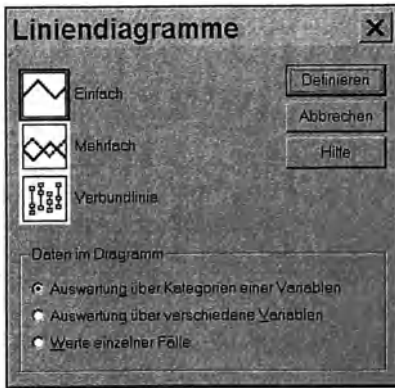 Liniendiagramme
Einfach
Mehrfach
Verbundlinie
Definieren
Abbrechen
Hilfe
Daten im Diagramm
Auswertung über Kategorien einer Variablen
Auswertung über verschiedene Variablen
Werte einzelner Fälle